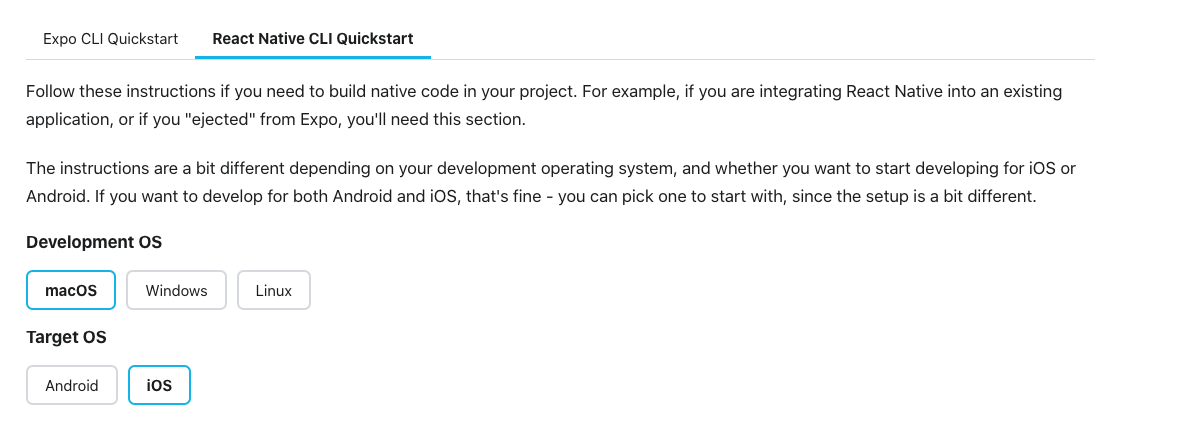 Expo CLI Quickstart React Native CLI Quickstart
Follow these instructions if you need to build native code in your project. For example, if you are integrating React Native into an existing
application, or if you "ejected" from Expo, you'll need this section.
The instructions are a bit different depending on your development operating system, and whether you want to start developing for iOS or
Android. If you want to develop for both Android and iOS, that's fine - you can pick one to start with, since the setup is a bit different.
Development OS
macOS Windows Linux
Target OS
Android iOS